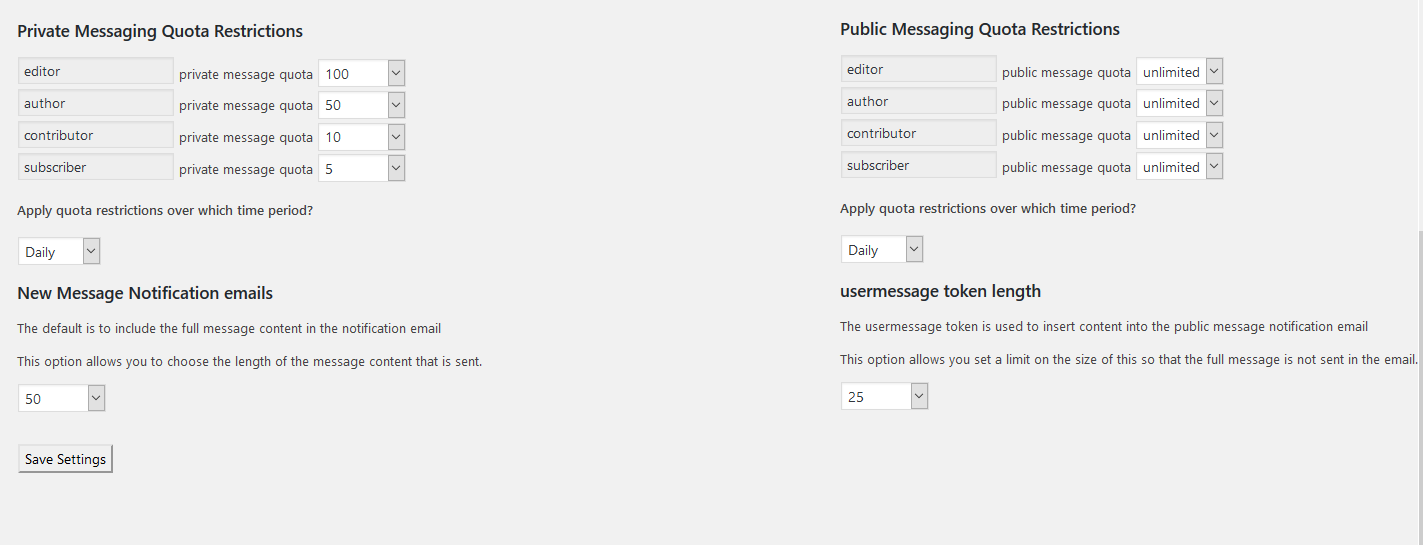 Private Messaging Quota Restrictions
editor private message quota 100
author private message quota 50
contributor private message quota 10
subscriber private message quota 5
Apply quota restrictions over which time period?
Daily
New Message Notification emails
The default is to include the full message content in the notification email
This option allows you to choose the length of the message content that is sent.
50
Save Settings
Public Messaging Quota Restrictions
editor public message quota unlimited
author public message quota unlimited
contributor public message quota unlimited
subscriber public message quota unlimited
Apply quota restrictions over which time period?
Daily
usermessage token length
The usermessage token is used to insert content into the public message notification email
This option allows you set a limit on the size of this so that the full message is not sent in the email.
25